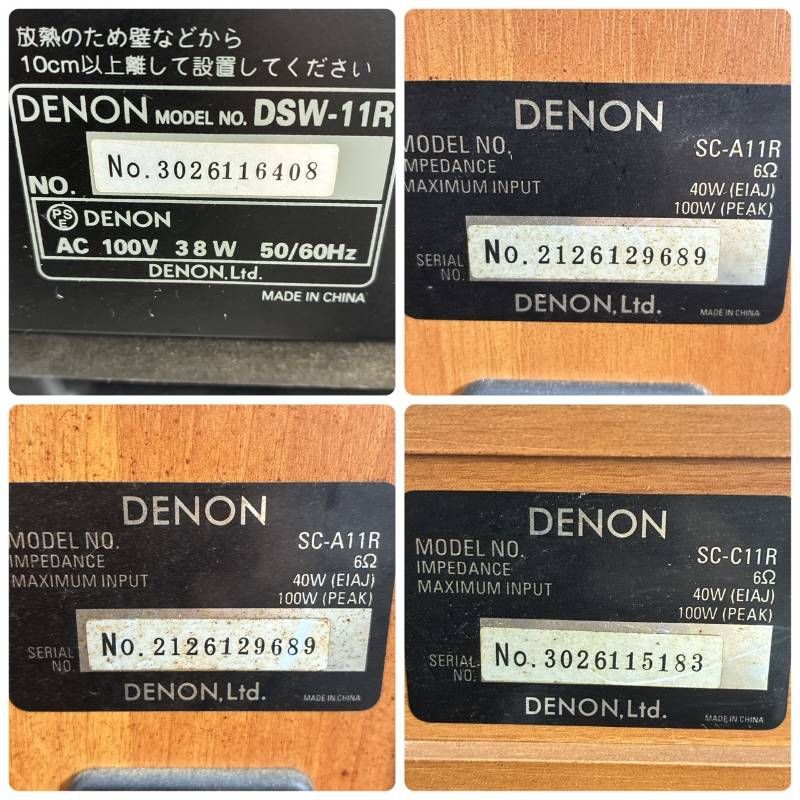 放熱のため壁などから
10cm以上離して設置してください
DENON MODEL NO. DSW-11R
NO. No.3026116408
PSE DENON
AC 100V 38W 50/60Hz
DENON,Ltd.
MADE IN CHINA
DENON
MODEL NO. SC-A11R
IMPEDANCE 6Ω
MAXIMUM INPUT 40W (EIAJ)
100W (PEAK)
SERIAL NO. No.2126129689
DENON,Ltd. MADE IN CHINA
DENON
MODEL NO. SC-A11R
IMPEDANCE 6Ω
MAXIMUM INPUT 40W (EIAJ)
100W (PEAK)
SERIAL NO. No.2126129689
DENON,Ltd. MADE IN CHINA
DENON
MODEL NO. SC-C11R
IMPEDANCE 6Ω
MAXIMUM INPUT 40W (EIAJ)
100W (PEAK)
SERIAL NO. No.3026115183
DENON,Ltd. MADE IN CHINA